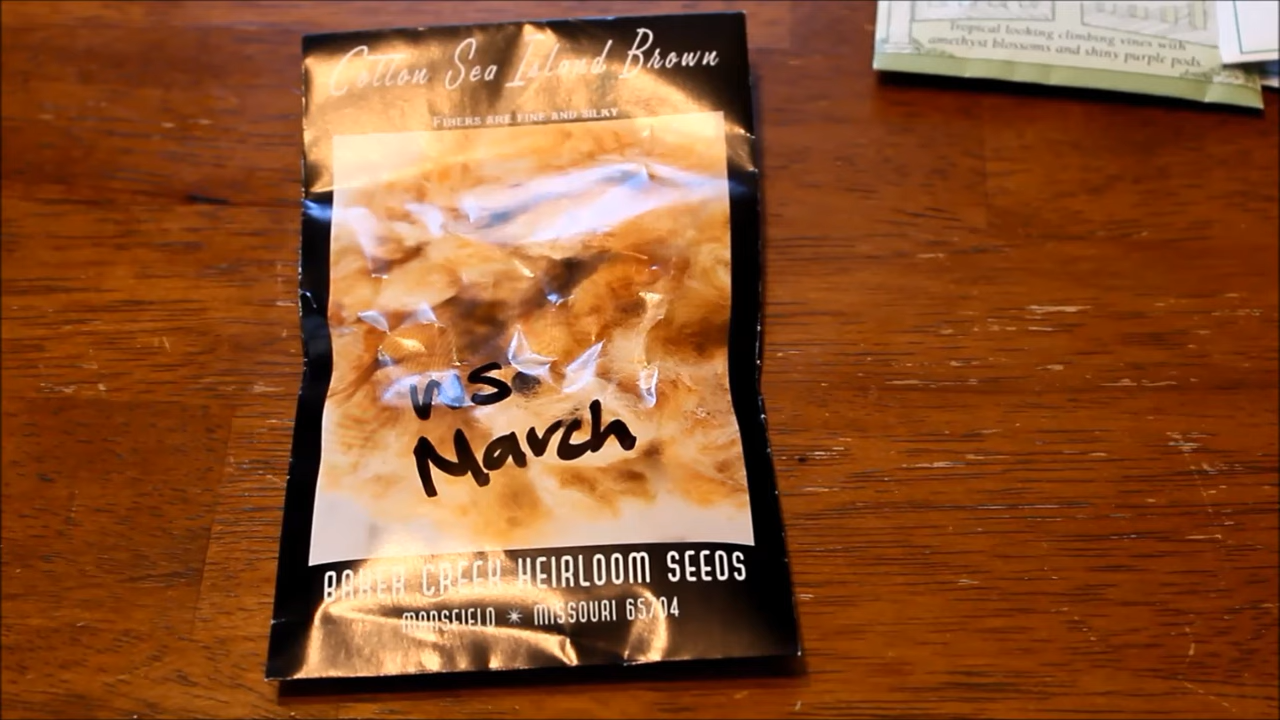 Cotton Sea Island Brown
Fibers are fine and silky
ws
March
BAKER CREEK HEIRLOOM SEEDS
MANSFIELD * MISSOURI 65704
Tropical looking climbing vines with
amethyst blossoms and shiny purple pods.